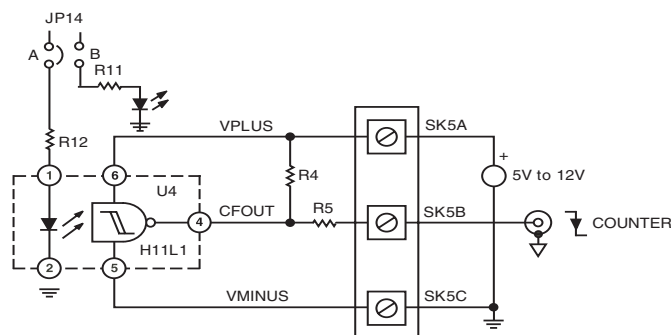 JP14
A
B
R11
VPLUS
SK5A
R12
+
1
6
U4
R4
5V to 12V
4
CFOUT
R5
SK5B
COUNTER
H11L1
2
5
VMINUS
SK5C